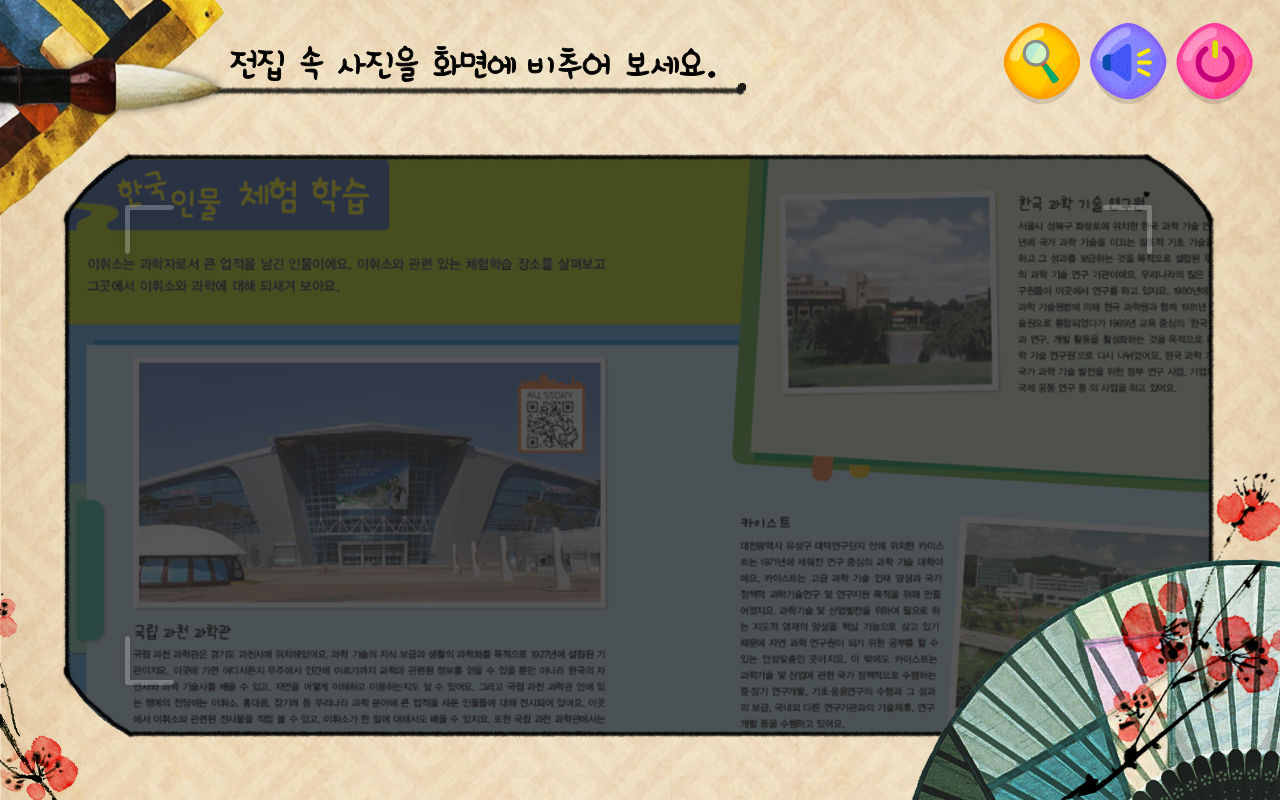 전집 속 사진을 화면에 비추어 보세요.
한국 인물 체험 학습
이휘소는 과학자로서 큰 업적을 남긴 인물이에요. 이휘소와 관련 있는 체험학습 장소를 살펴보고
그곳에서 이휘소와 과학에 대해 되새겨 보아요.
ALL STORY
국립 과천 과학관
국립 과천 과학관은 경기도 과천시에 위치해있어요. 과학 기술의 지식 보급과 생활의 과학화를 목적으로 1927년에 설립된 기
관이지요. 이곳에 가면 어디서든지 우주에서 인간에 이르기까지 과학과 관련된 정보를 얻을 수 있을 뿐만 아니라 한국의 자
연사와 과학 기술사를 배울 수 있고, 자연을 어떻게 이해하고 이용하는지도 알 수 있어요. 그리고 국립 과천 과학관 안에 있
는 명예의 전당에는 이휘소, 홍대용, 장기려 등 우리나라 과학 분야에 큰 업적을 세운 인물들에 대해 전시되어 있어요. 이곳
에서 이휘소와 관련된 전시물을 직접 볼 수 있고, 이휘소가 한 일에 대해서도 배울 수 있지요. 또한 국립 과천 과학관에서는
한국 과학 기술 연구원
서울시 성북구 화랑로에 위치한 한국 과학 기술
년에 국가 과학 기술을 이끄는 창조적 기초 기술
하고 그 성과를 보급하는 것을 목적으로 설립된
의 과학 기술 연구 기관이에요. 우리나라의 많은
구원들이 이곳에서 연구를 하고 있지요. 1980년에
과학 기술원법에 의해 한국 과학원과 함께 1981년
술원으로 통합되었다가 1989년 교육 중심의 '한국
과 연구, 개발 활동을 활성화하는 것을 목적으로
학 기술 연구원'으로 다시 나뉘었어요. 한국 과학
국가 과학 기술 발전을 위한 정부 연구 사업, 기업
국제 공동 연구 등 의 사업을 하고 있어요.
카이스트
대전광역시 유성구 대덕연구단지 안에 위치한 카이스
트는 1971년에 세워진 연구 중심의 과학 기술 대학이
에요. 카이스트는 고급 과학 기술 인재 양성과 국가
정책적 과학기술연구 및 연구지원 목적을 위해 만들
어졌지요. 과학기술 및 산업발전을 위하여 필요로 하
는 지도적 영재의 양성을 핵심 기능으로 삼고 있기
때문에 자연 과학 연구원이 되기 위한 공부를 할 수
있는 안성맞춤인 곳이지요. 이 밖에도 카이스트는
과학기술 및 산업에 관한 국가 정책적으로 수행하는
중·장기 연구개발, 기초·응용연구의 수행과 그 성과
의 보급, 국내외 다른 연구기관과의 기술제휴, 연구
개발 등을 수행하고 있어요.